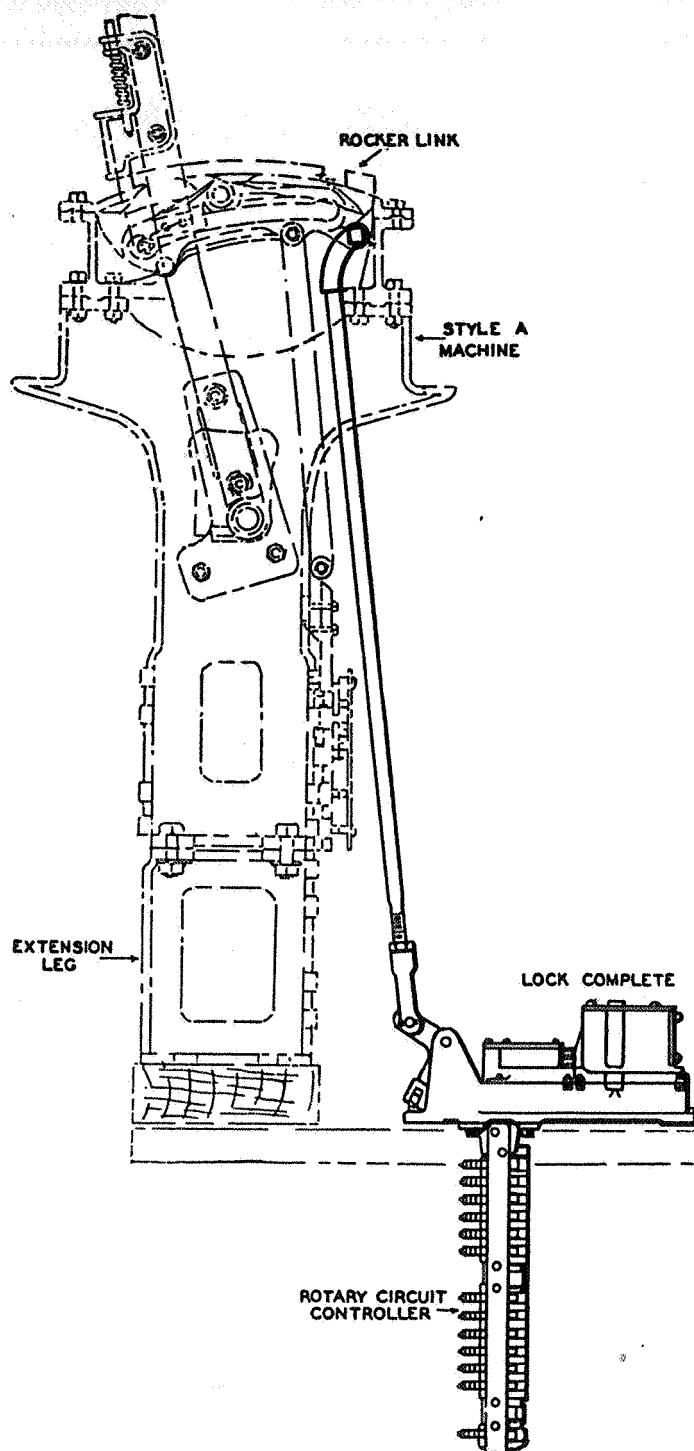 ROCKER LINK
STYLE A
MACHINE
EXTENSION
LEG
LOCK COMPLETE
ROTARY CIRCUIT
CONTROLLER